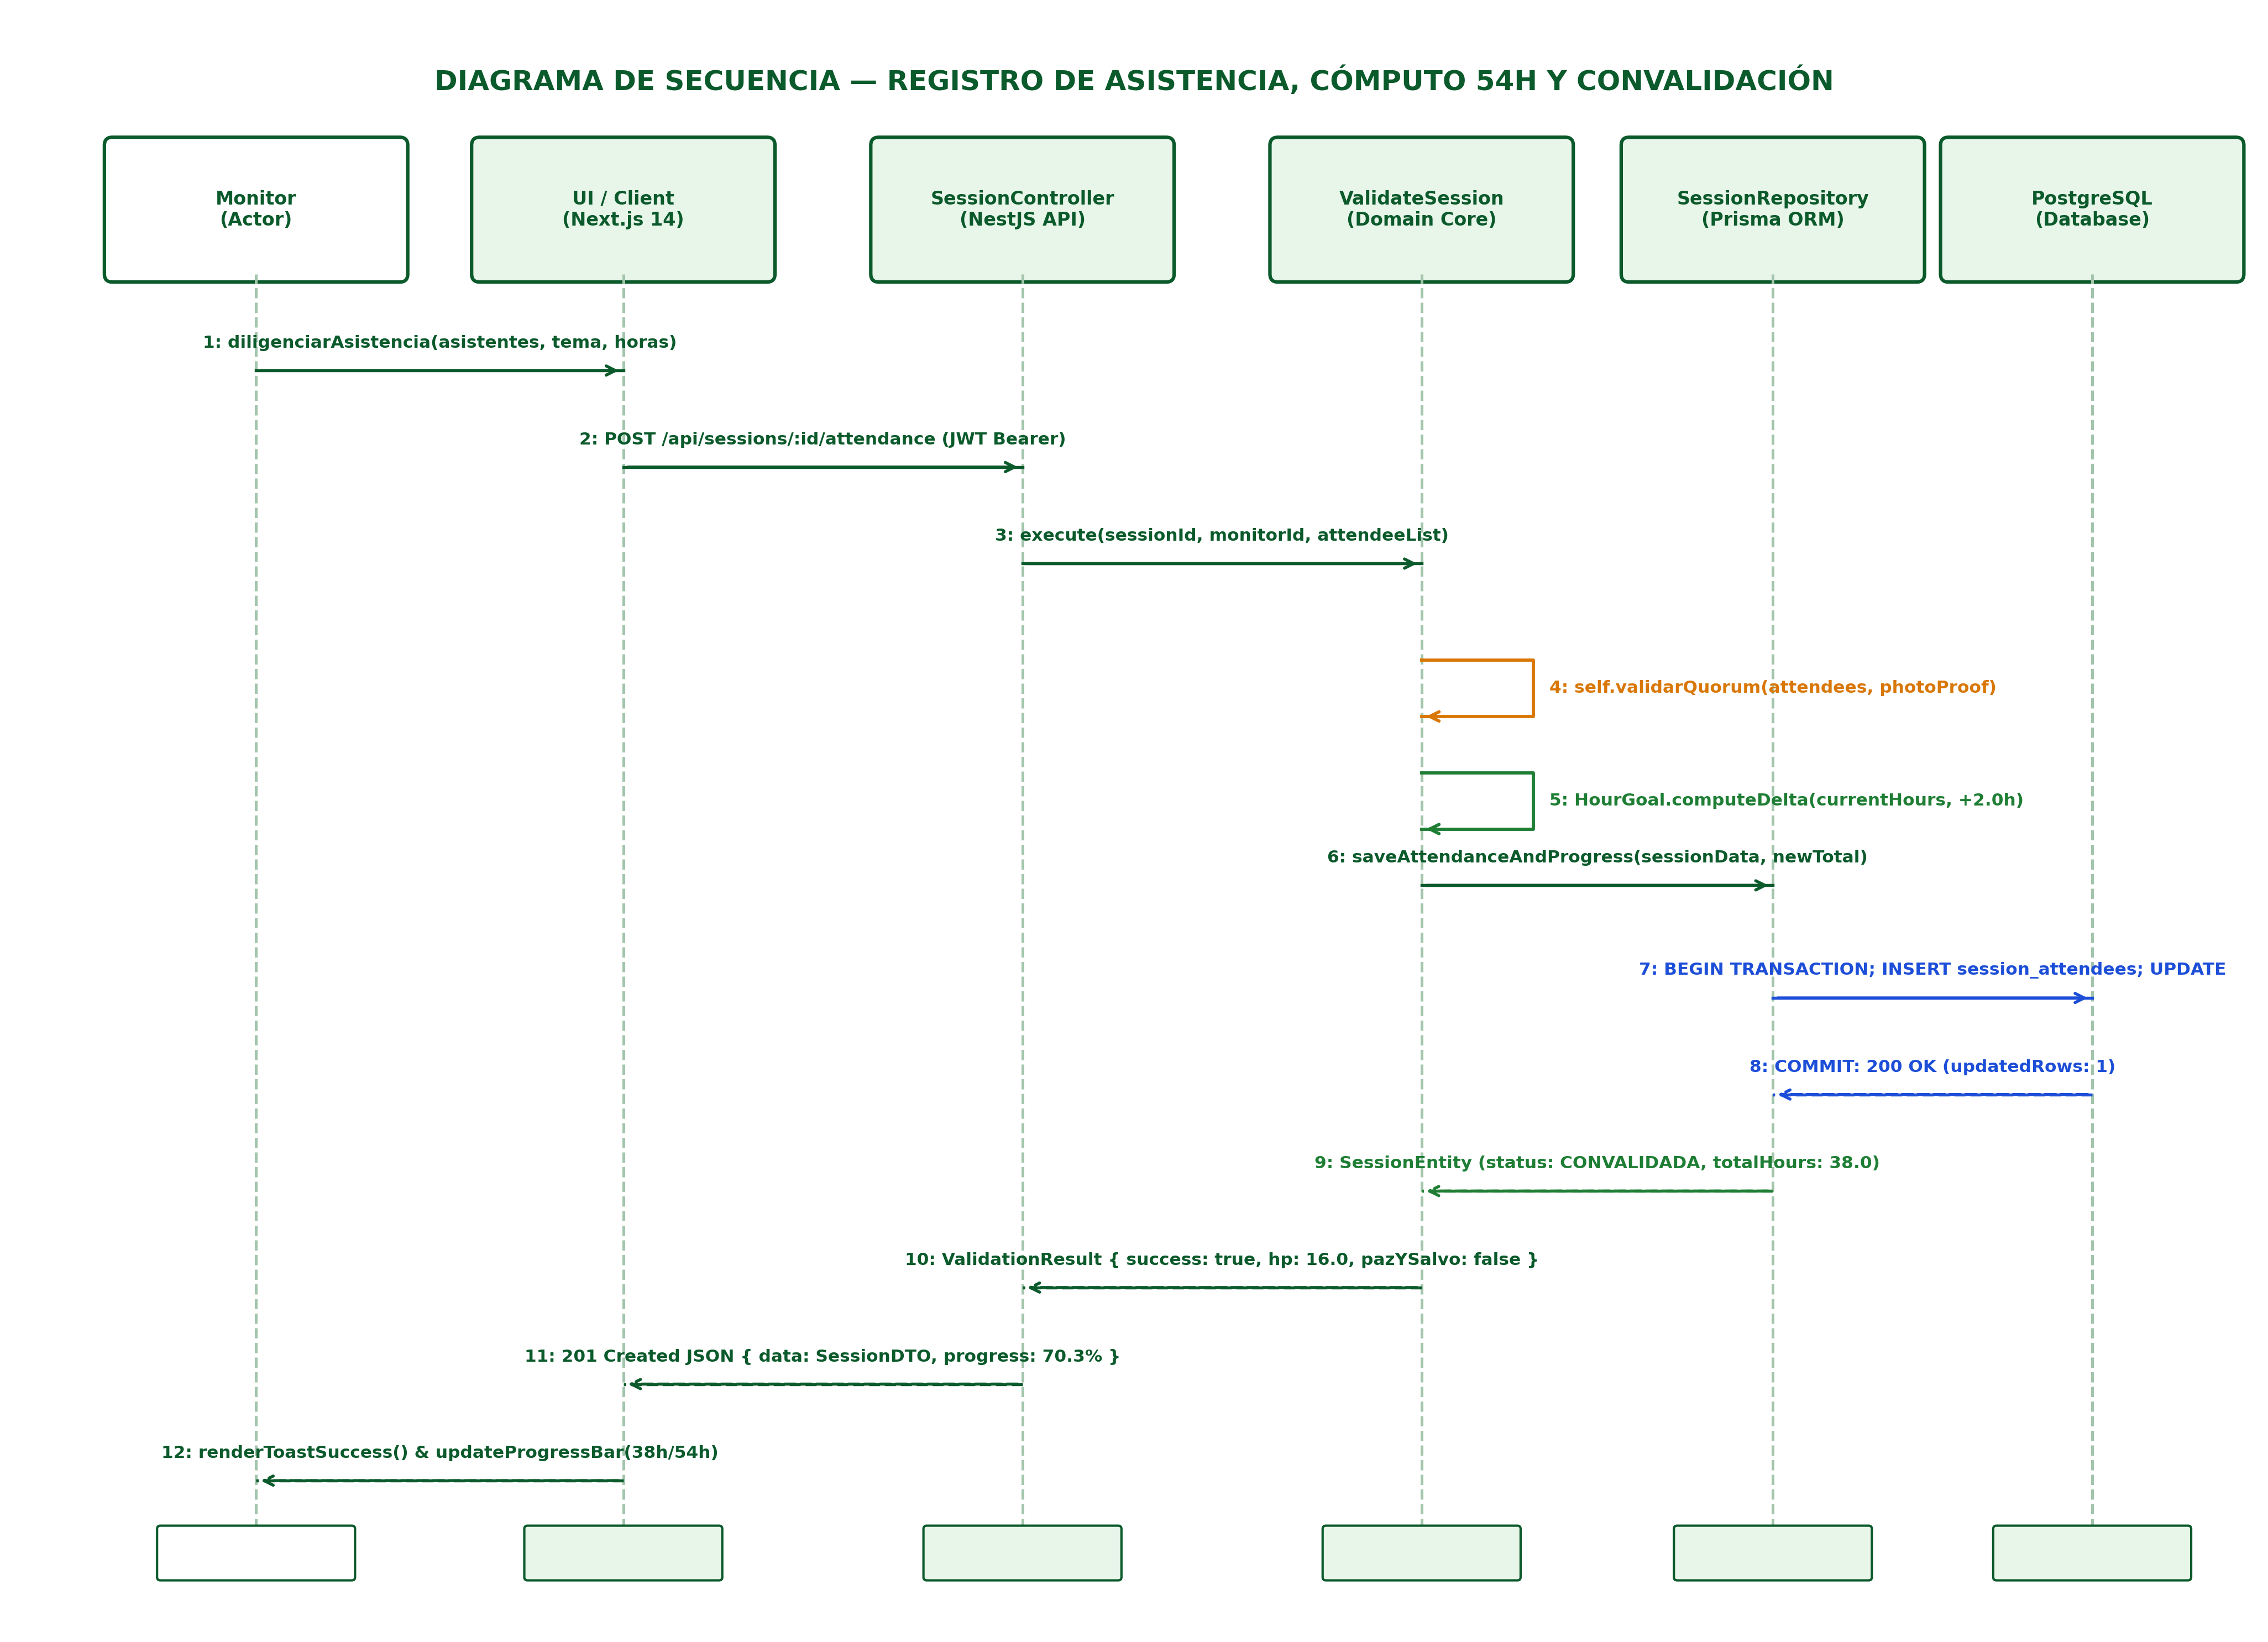 DIAGRAMA DE SECUENCIA — REGISTRO DE ASISTENCIA, CÓMPUTO 54H Y CONVALIDACIÓN
Monitor
(Actor)
UI / Client
(Next.js 14)
SessionController
(NestJS API)
ValidateSession
(Domain Core)
SessionRepository
(Prisma ORM)
PostgreSQL
(Database)
1: diligenciarAsistencia(asistentes, tema, horas)
2: POST /api/sessions/:id/attendance (JWT Bearer)
3: execute(sessionId, monitorId, attendeeList)
4: self.validarQuorum(attendees, photoProof)
5: HourGoal.computeDelta(currentHours, +2.0h)
6: saveAttendanceAndProgress(sessionData, newTotal)
7: BEGIN TRANSACTION; INSERT session_attendees; UPDATE
8: COMMIT: 200 OK (updatedRows: 1)
9: SessionEntity (status: CONVALIDADA, totalHours: 38.0)
10: ValidationResult { success: true, hp: 16.0, pazYSalvo: false }
11: 201 Created JSON { data: SessionDTO, progress: 70.3% }
12: renderToastSuccess() & updateProgressBar(38h/54h)